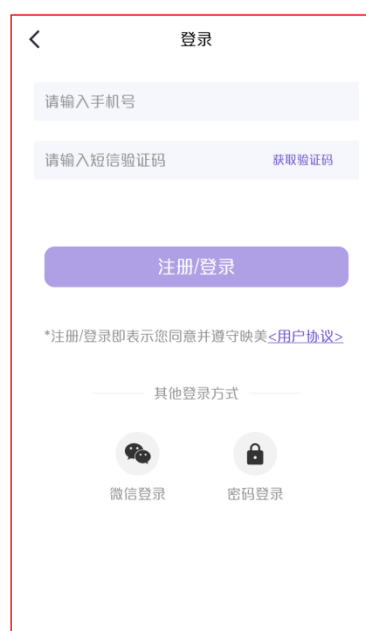 登录
请输入手机号
请输入短信验证码 获取验证码
注册/登录
*注册/登录即表示您同意并遵守映美<用户协议>
其他登录方式
微信登录 密码登录